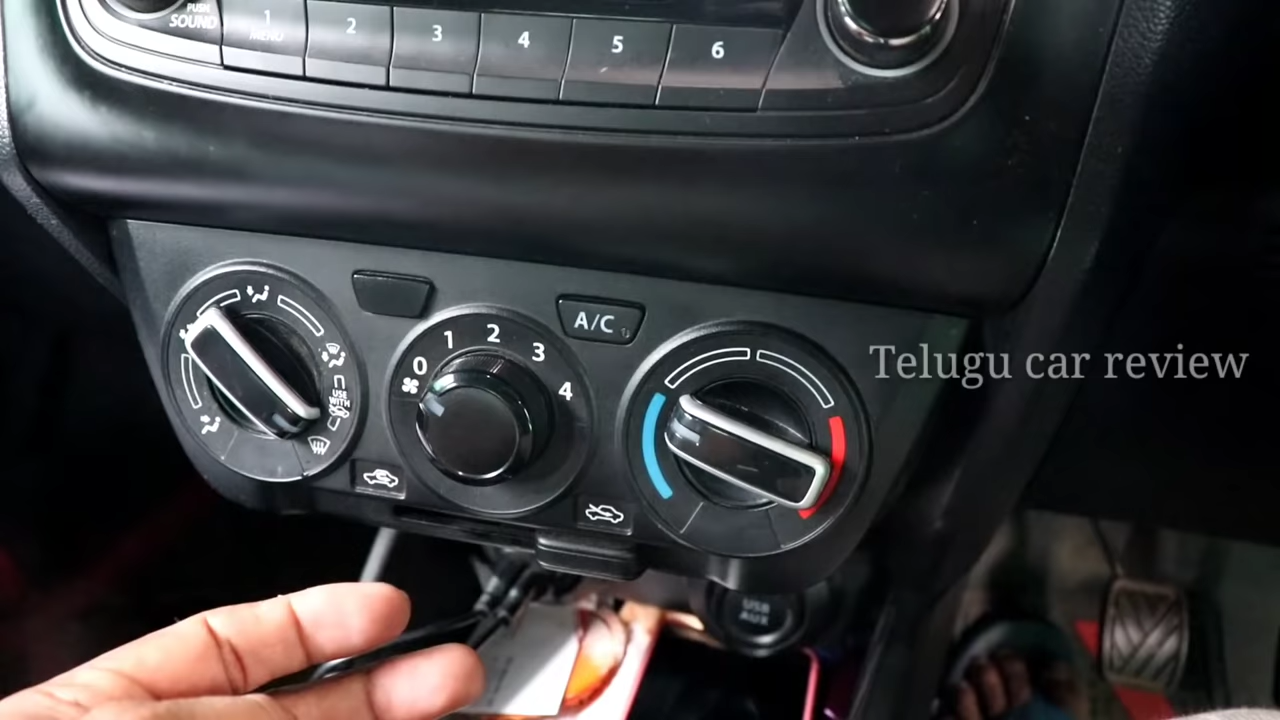 PUSH
SOUND
1 2 3 4 5 6
MENU
A/C
0 1 2 3 4
USE
WITH
Telugu car review
USB
AUX